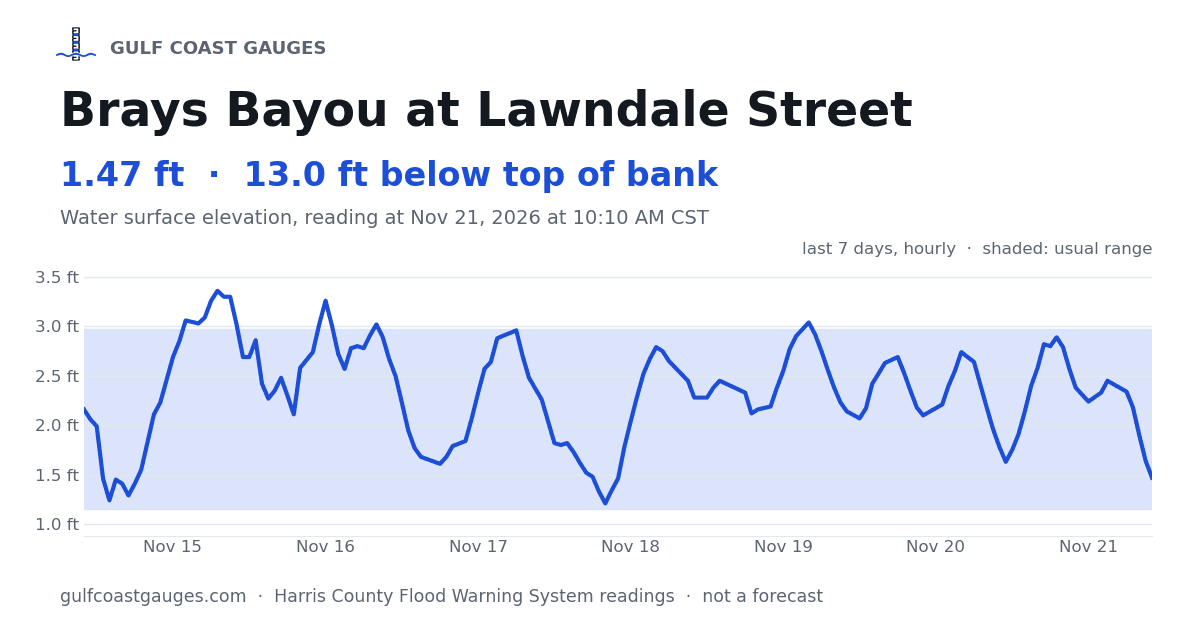 GULF COAST GAUGES
Brays Bayou at Lawndale Street
1.47 ft · 13.0 ft below top of bank
Water surface elevation, reading at Nov 21, 2026 at 10:10 AM CST
last 7 days, hourly · shaded: usual range
3.5 ft
3.0 ft
2.5 ft
2.0 ft
1.5 ft
1.0 ft
Nov 15 Nov 16 Nov 17 Nov 18 Nov 19 Nov 20 Nov 21
gulfcoastgauges.com · Harris County Flood Warning System readings · not a forecast